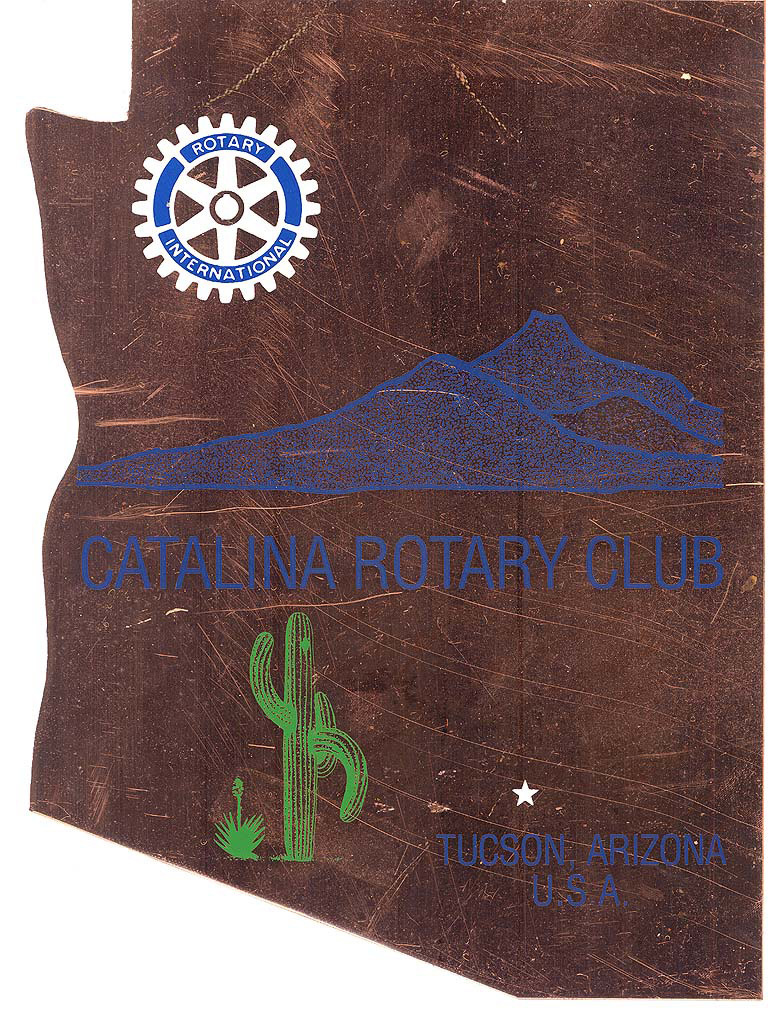 ROTARY
INTERNATIONAL
CATALINA ROTARY CLUB
TUCSON, ARIZONA
U.S.A.